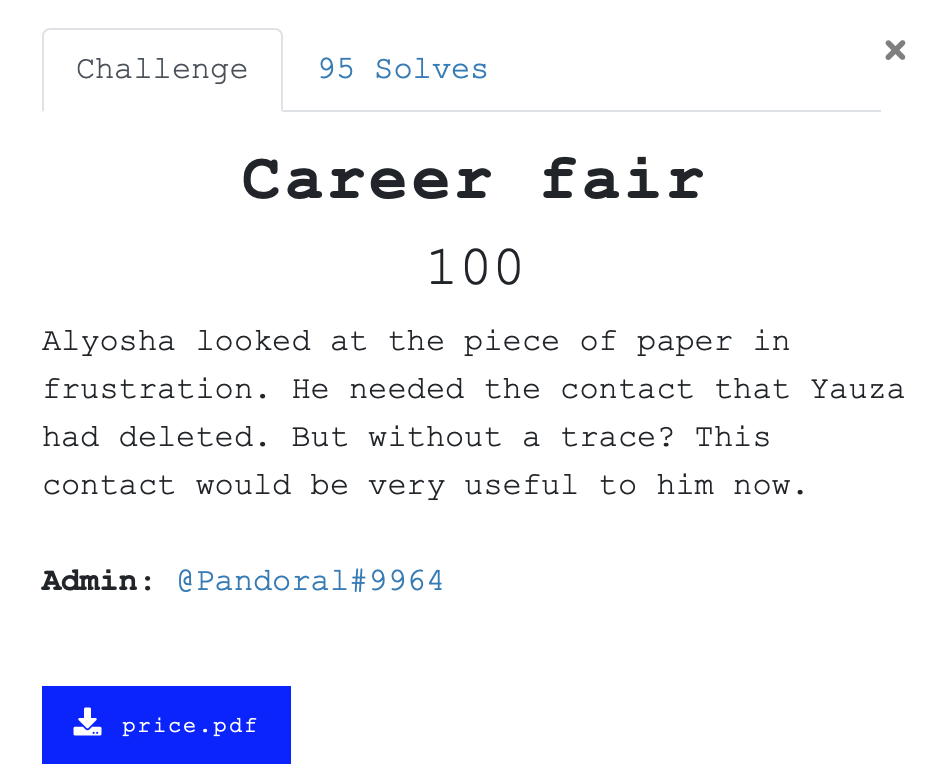 Challenge
95 Solves
Career fair
100
Alyosha looked at the piece of paper in
frustration. He needed the contact that Yauza
had deleted. But without a trace? This
contact would be very useful to him now.
Admin: @Pandoral#9964
price.pdf